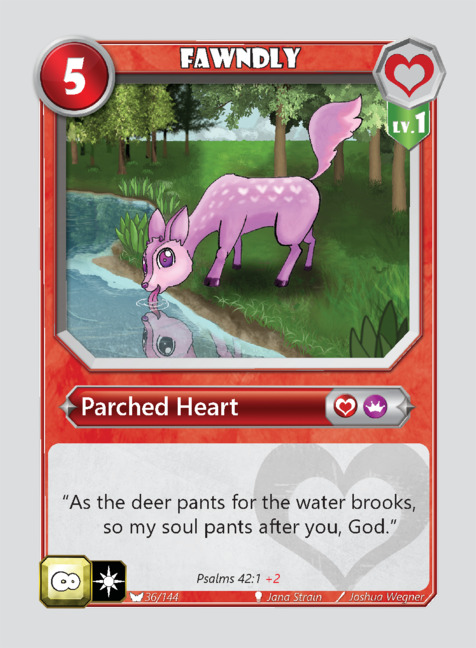 FAWNDLY
5
LV.1
Parched Heart
“As the deer pants for the water brooks,
so my soul pants after you, God.”
Psalms 42:1 +2
36/144 Jana Strain Joshua Wegner